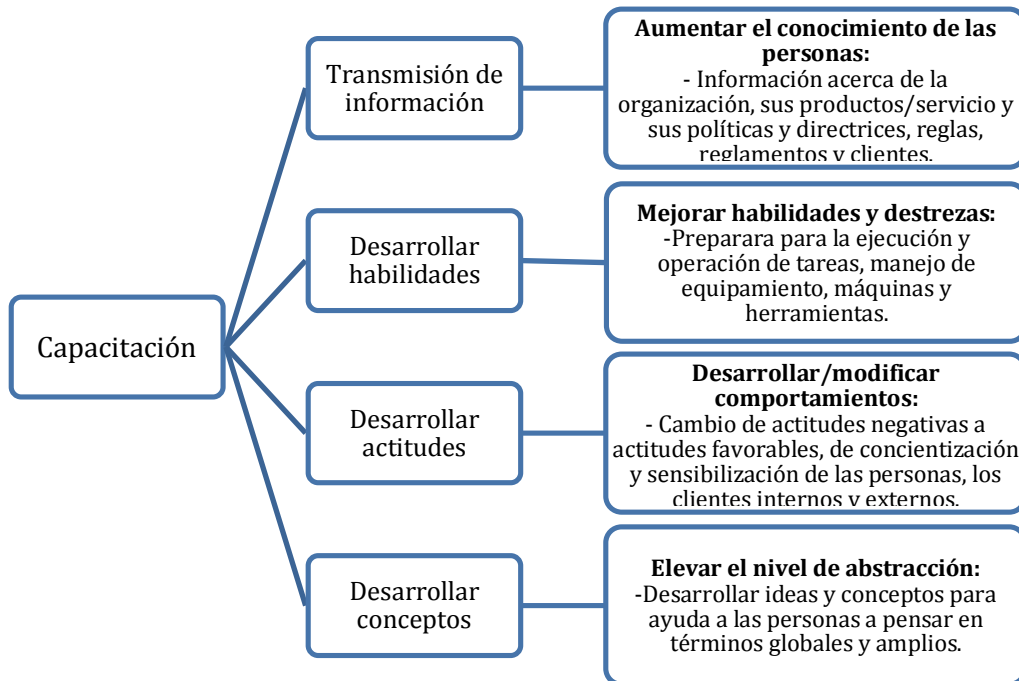 Capacitación
Transmisión de
información
Aumentar el conocimiento de las
personas:
- Información acerca de la
organización, sus productos/servicio y
sus políticas y directrices, reglas,
reglamentos y clientes.
Desarrollar
habilidades
Mejorar habilidades y destrezas:
-Preparara para la ejecución y
operación de tareas, manejo de
equipamiento, máquinas y
herramientas.
Desarrollar
actitudes
Desarrollar/modificar
comportamientos:
- Cambio de actitudes negativas a
actitudes favorables, de concientización
y sensibilización de las personas, los
clientes internos y externos.
Desarrollar
conceptos
Elevar el nivel de abstracción:
-Desarrollar ideas y conceptos para
ayuda a las personas a pensar en
términos globales y amplios.